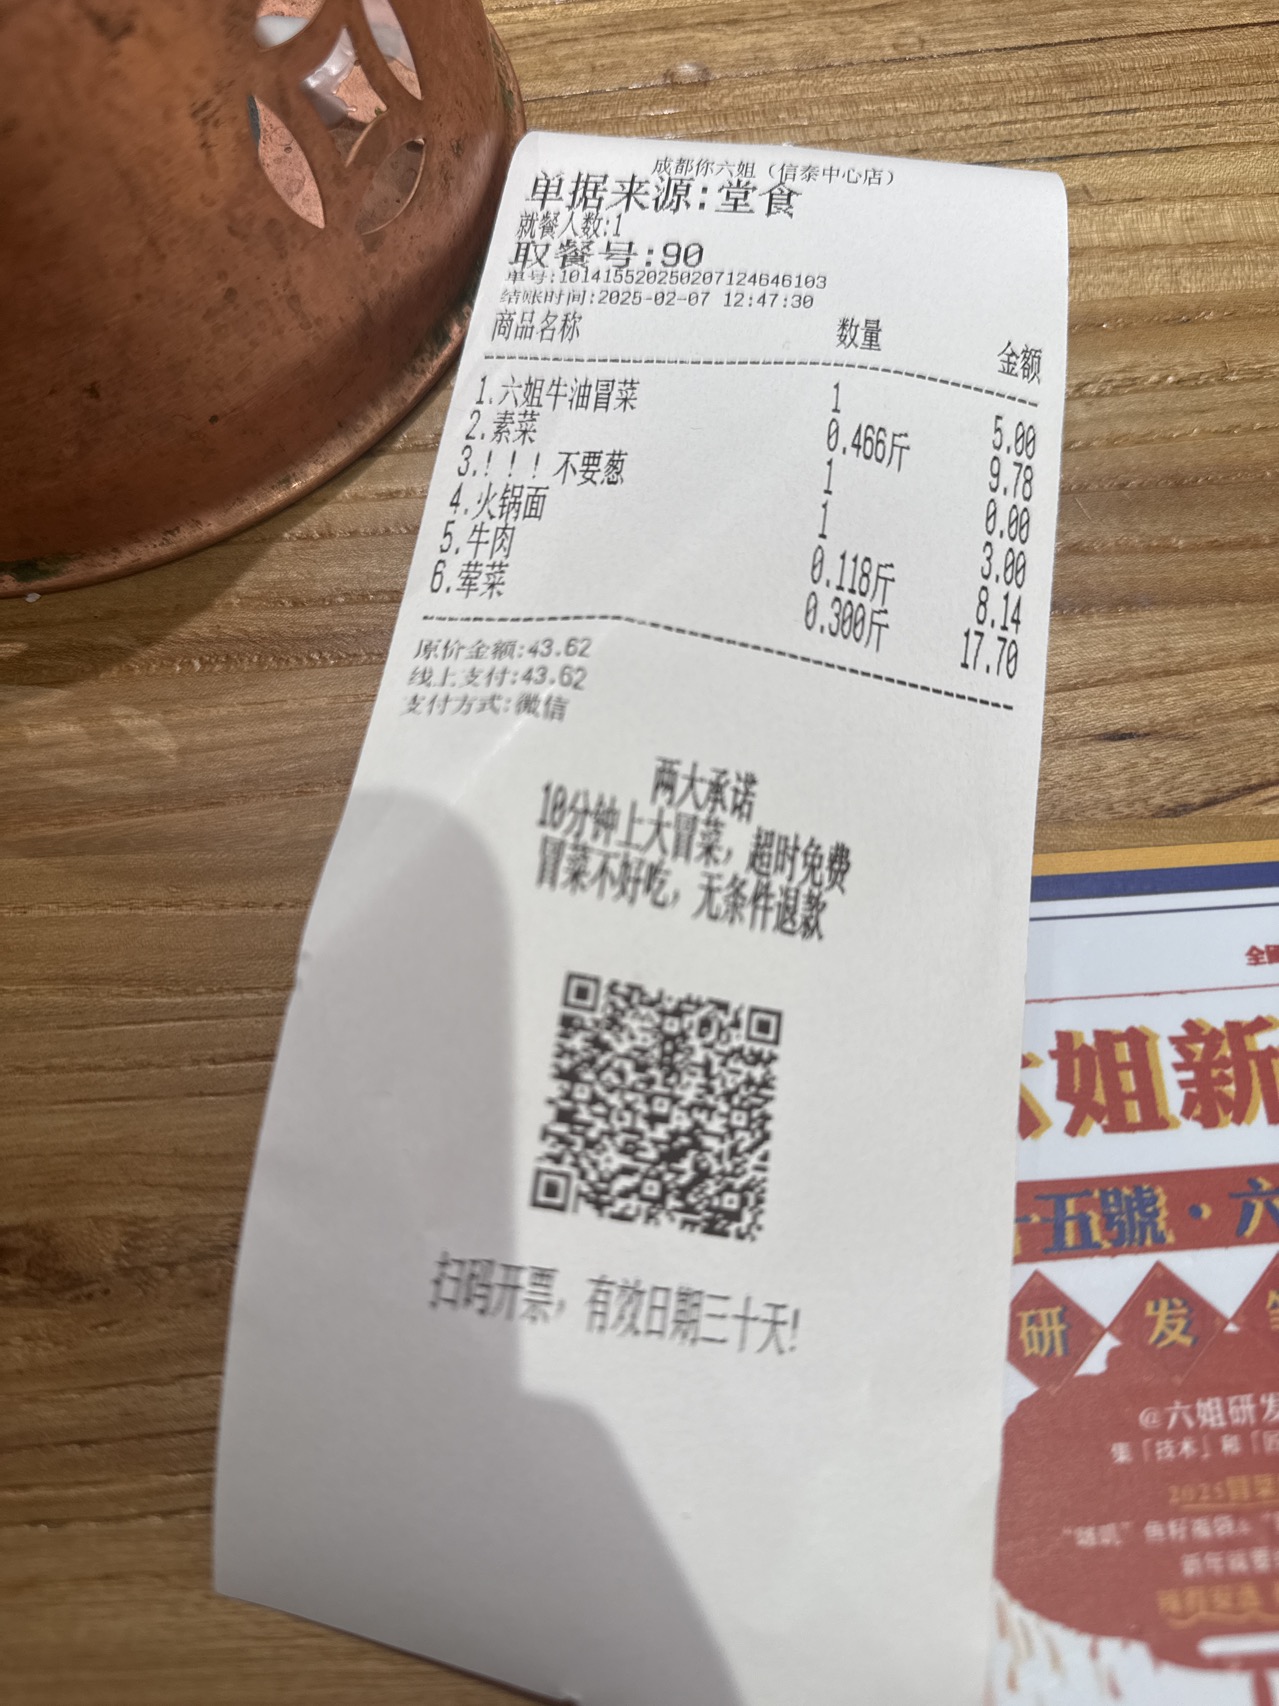 成都你六姐（信泰中心店）
单据来源:堂食
就餐人数:1
取餐号:90
单号:10141552025020712464​6103
结账时间:2025-02-07 12:47:30
商品名称 数量 金额
1.六姐牛油冒菜 1 5.00
2.素菜 0.466斤 9.78
3.！！！不要葱 1 0.00
4.火锅面 1 3.00
5.牛肉 0.118斤 8.14
6.荤菜 0.300斤 17.70
原价金额:43.62
线上支付:43.62
支付方式:微信
两大承诺
10分钟上大冒菜，超时免费
冒菜不好吃，无条件退款
扫码开票，有效日期三十天!
姐新
五號·六
研发
@六姐研发
集「技术」和「